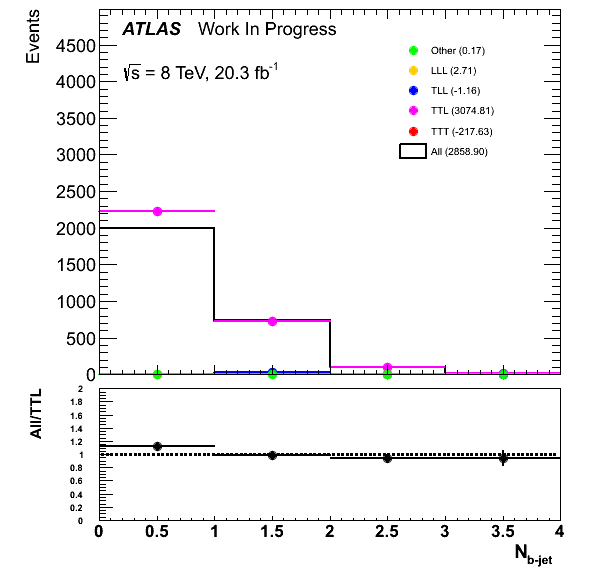 Events
ATLAS Work In Progress
√s = 8 TeV, 20.3 fb-1
Other (0.17)
LLL (2.71)
TLL (-1.16)
TTL (3074.81)
TTT (-217.63)
All (2858.90)
4500
4000
3500
3000
2500
2000
1500
1000
500
0
All/TTL
2
1.8
1.6
1.4
1.2
1
0.8
0.6
0.4
0.2
0
0 0.5 1 1.5 2 2.5 3 3.5 4
Nb-jet